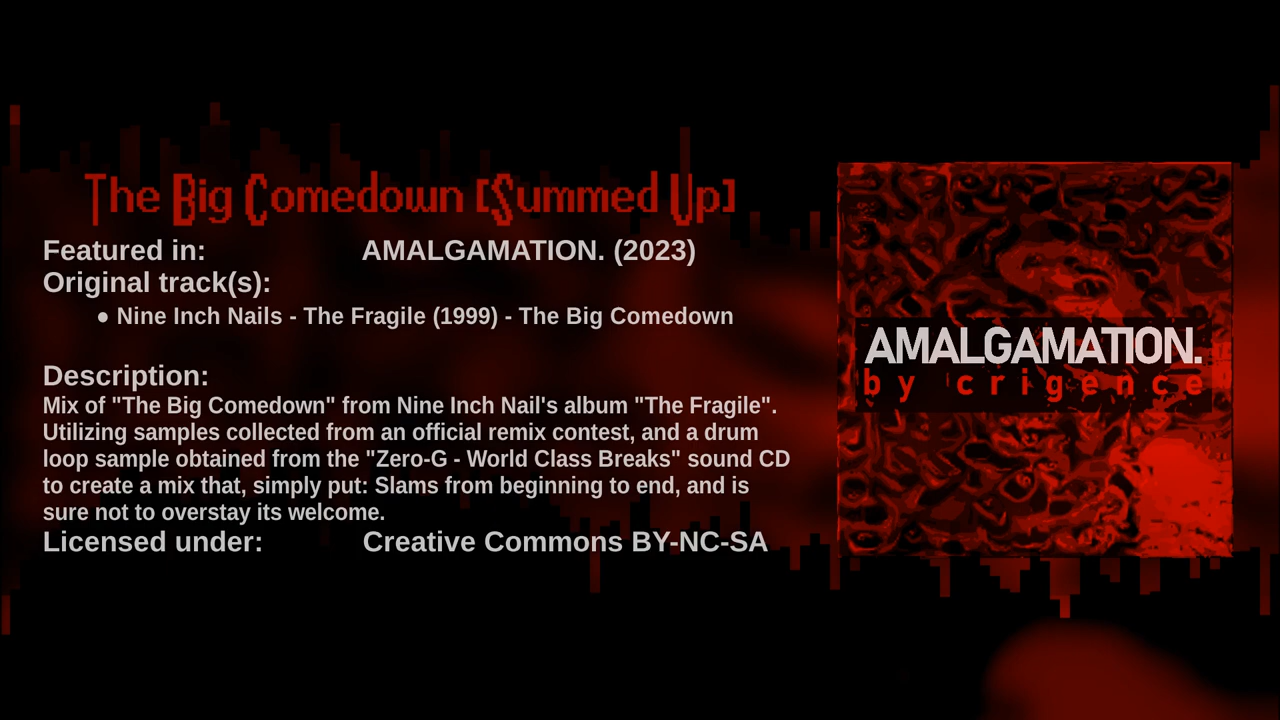 The Big Comedown [Summed Up]
Featured in: AMALGAMATION. (2023)
Original track(s):
● Nine Inch Nails - The Fragile (1999) - The Big Comedown
Description:
Mix of "The Big Comedown" from Nine Inch Nail's album "The Fragile".
Utilizing samples collected from an official remix contest, and a drum
loop sample obtained from the "Zero-G - World Class Breaks" sound CD
to create a mix that, simply put: Slams from beginning to end, and is
sure not to overstay its welcome.
Licensed under: Creative Commons BY-NC-SA
AMALGAMATION.
by crigence